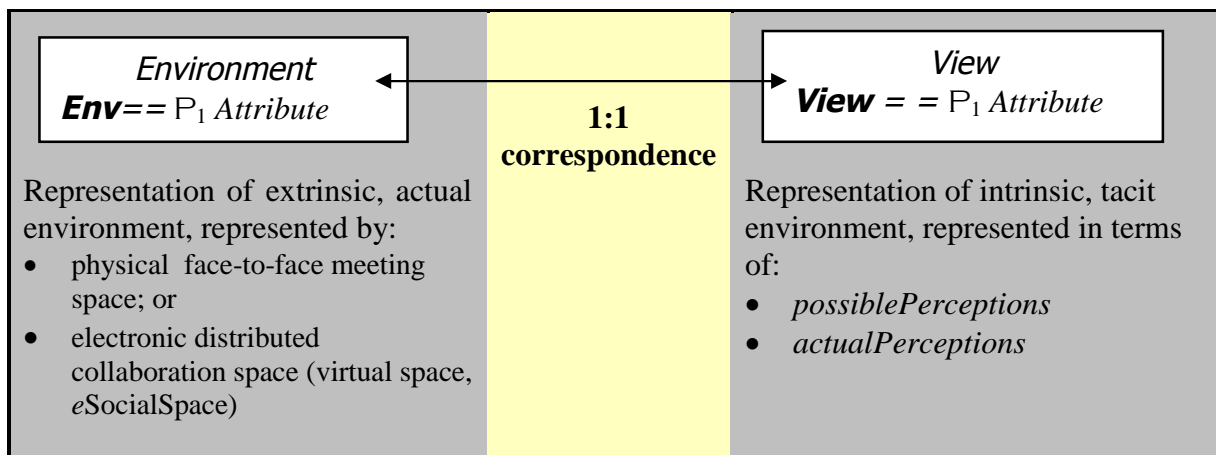 Environment
Env== ℙ1 Attribute
Representation of extrinsic, actual
environment, represented by:
• physical face-to-face meeting
space; or
• electronic distributed
collaboration space (virtual space,
eSocialSpace)
1:1
correspondence
View
View = = ℙ1 Attribute
Representation of intrinsic, tacit
environment, represented in terms
of:
• possiblePerceptions
• actualPerceptions